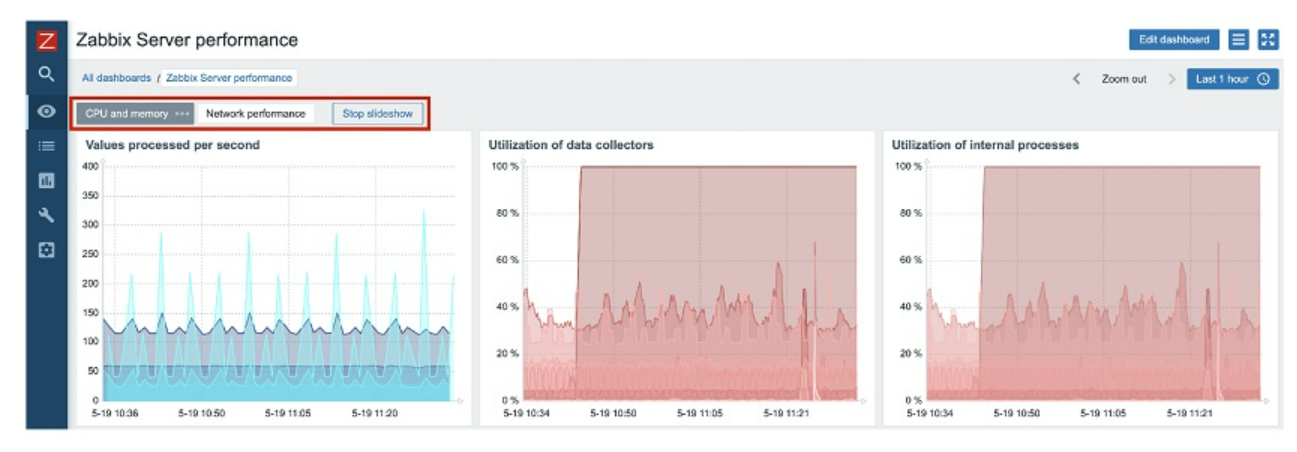 Z Zabbix Server performance Edit dashboard
All dashboards / Zabbix Server performance < Zoom out > Last 1 hour
CPU and memory ••• Network performance Stop slideshow
Values processed per second
400
350
300
250
200
150
100
50
0
5-19 10:36 5-19 10:50 5-19 11:05 5-19 11:20
Utilization of data collectors
100 %
80 %
60 %
40 %
20 %
0 %
5-19 10:34 5-19 10:50 5-19 11:05 5-19 11:21
Utilization of internal processes
100 %
80 %
60 %
40 %
20 %
0 %
5-19 10:34 5-19 10:50 5-19 11:05 5-19 11:21